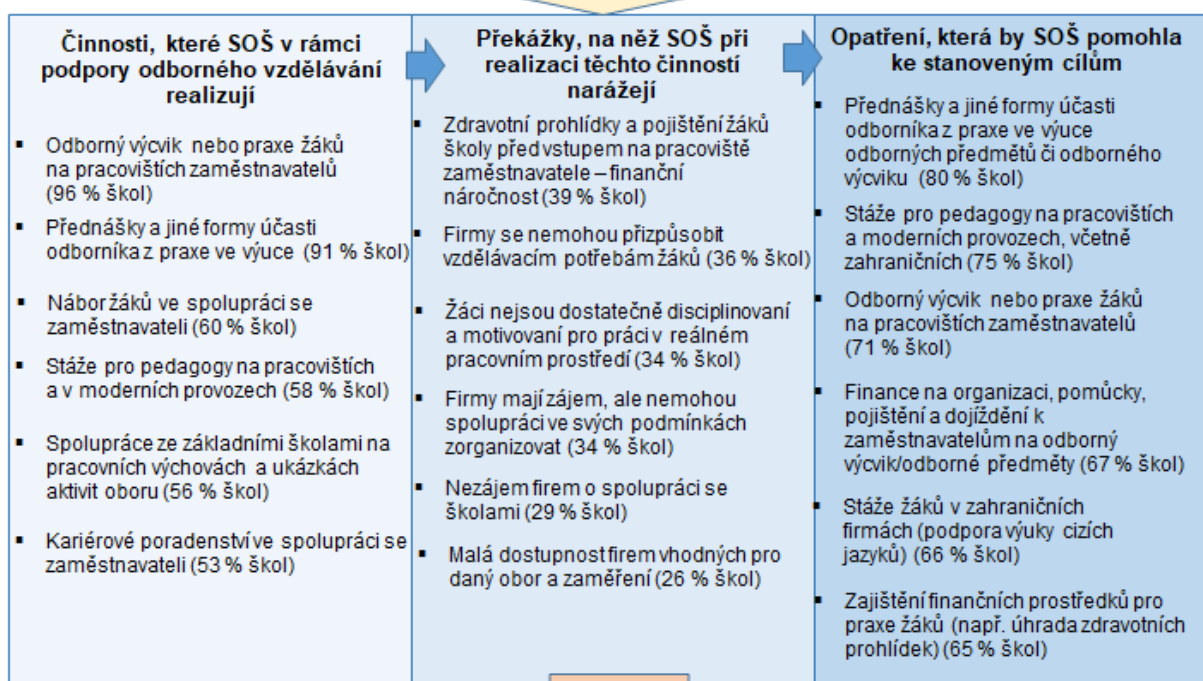 Činnosti, které SOŠ v rámci
podpory odborného vzdělávání
realizují
▪ Odborný výcvik nebo praxe žáků
na pracovištích zaměstnavatelů
(96 % škol)
▪ Přednášky a jiné formy účasti
odborníka z praxe ve výuce (91 % škol)
▪ Nábor žáků ve spolupráci se
zaměstnavateli (60 % škol)
▪ Stáže pro pedagogy na pracovištích
a v moderních provozech (58 % škol)
▪ Spolupráce ze základními školami na
pracovních výchovách a ukázkách
aktivit oboru (56 % škol)
▪ Kariérové poradenství ve spolupráci se
zaměstnavateli (53 % škol)
Překážky, na něž SOŠ při
realizaci těchto činností
narážejí
▪ Zdravotní prohlídky a pojištění žáků
školy před vstupem na pracoviště
zaměstnavatele – finanční
náročnost (39 % škol)
▪ Firmy se nemohou přizpůsobit
vzdělávacím potřebám žáků (36 % škol)
▪ Žáci nejsou dostatečně disciplinovaní
a motivovaní pro práci v reálném
pracovním prostředí (34 % škol)
▪ Firmy mají zájem, ale nemohou
spolupráci ve svých podmínkách
zorganizovat (34 % škol)
▪ Nezájem firem o spolupráci se
školami (29 % škol)
▪ Malá dostupnost firem vhodných pro
daný obor a zaměření (26 % škol)
Opatření, která by SOŠ pomohla
ke stanoveným cílům
▪ Přednášky a jiné formy účasti
odborníka z praxe ve výuce
odborných předmětů či odborného
výcviku (80 % škol)
▪ Stáže pro pedagogy na pracovištích
a moderních provozech, včetně
zahraničních (75 % škol)
▪ Odborný výcvik nebo praxe žáků
na pracovištích zaměstnavatelů
(71 % škol)
▪ Finance na organizaci, pomůcky,
pojištění a dojíždění k
zaměstnavatelům na odborný
výcvik/odborné předměty (67 % škol)
▪ Stáže žáků v zahraničních
firmách (podpora výuky cizích
jazyků) (66 % škol)
▪ Zajištění finančních prostředků pro
praxe žáků (např. úhrada zdravotních
prohlídek) (65 % škol)